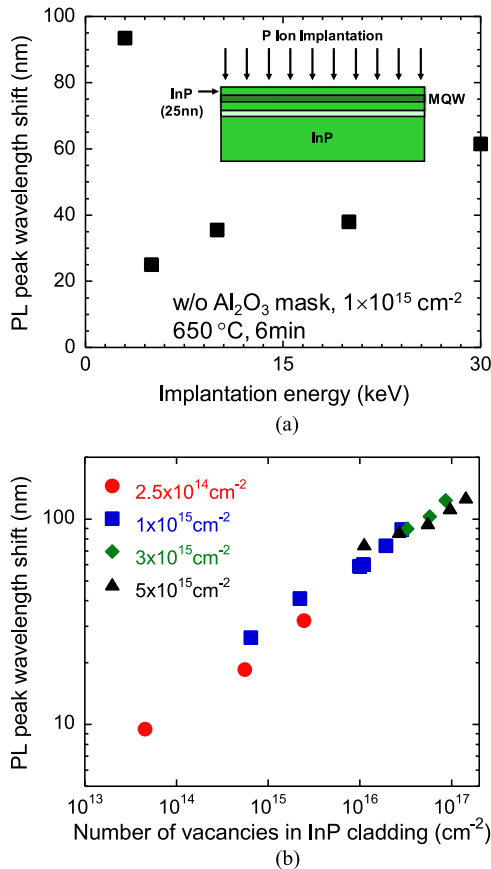 PL peak wavelength shift (nm)
100
80
60
40
20
0
P Ion Implantation
InP
(25nn)
MQW
InP
w/o Al₂O₃ mask, 1×10¹⁵ cm⁻²
650 °C, 6min
0
15
30
Implantation energy (keV)
(a)
PL peak wavelength shift (nm)
100
10
2.5x10¹⁴cm⁻²
1x10¹⁵cm⁻²
3x10¹⁵cm⁻²
5x10¹⁵cm⁻²
10¹³ 10¹⁴ 10¹⁵ 10¹⁶ 10¹⁷
Number of vacancies in InP cladding (cm⁻²)
(b)